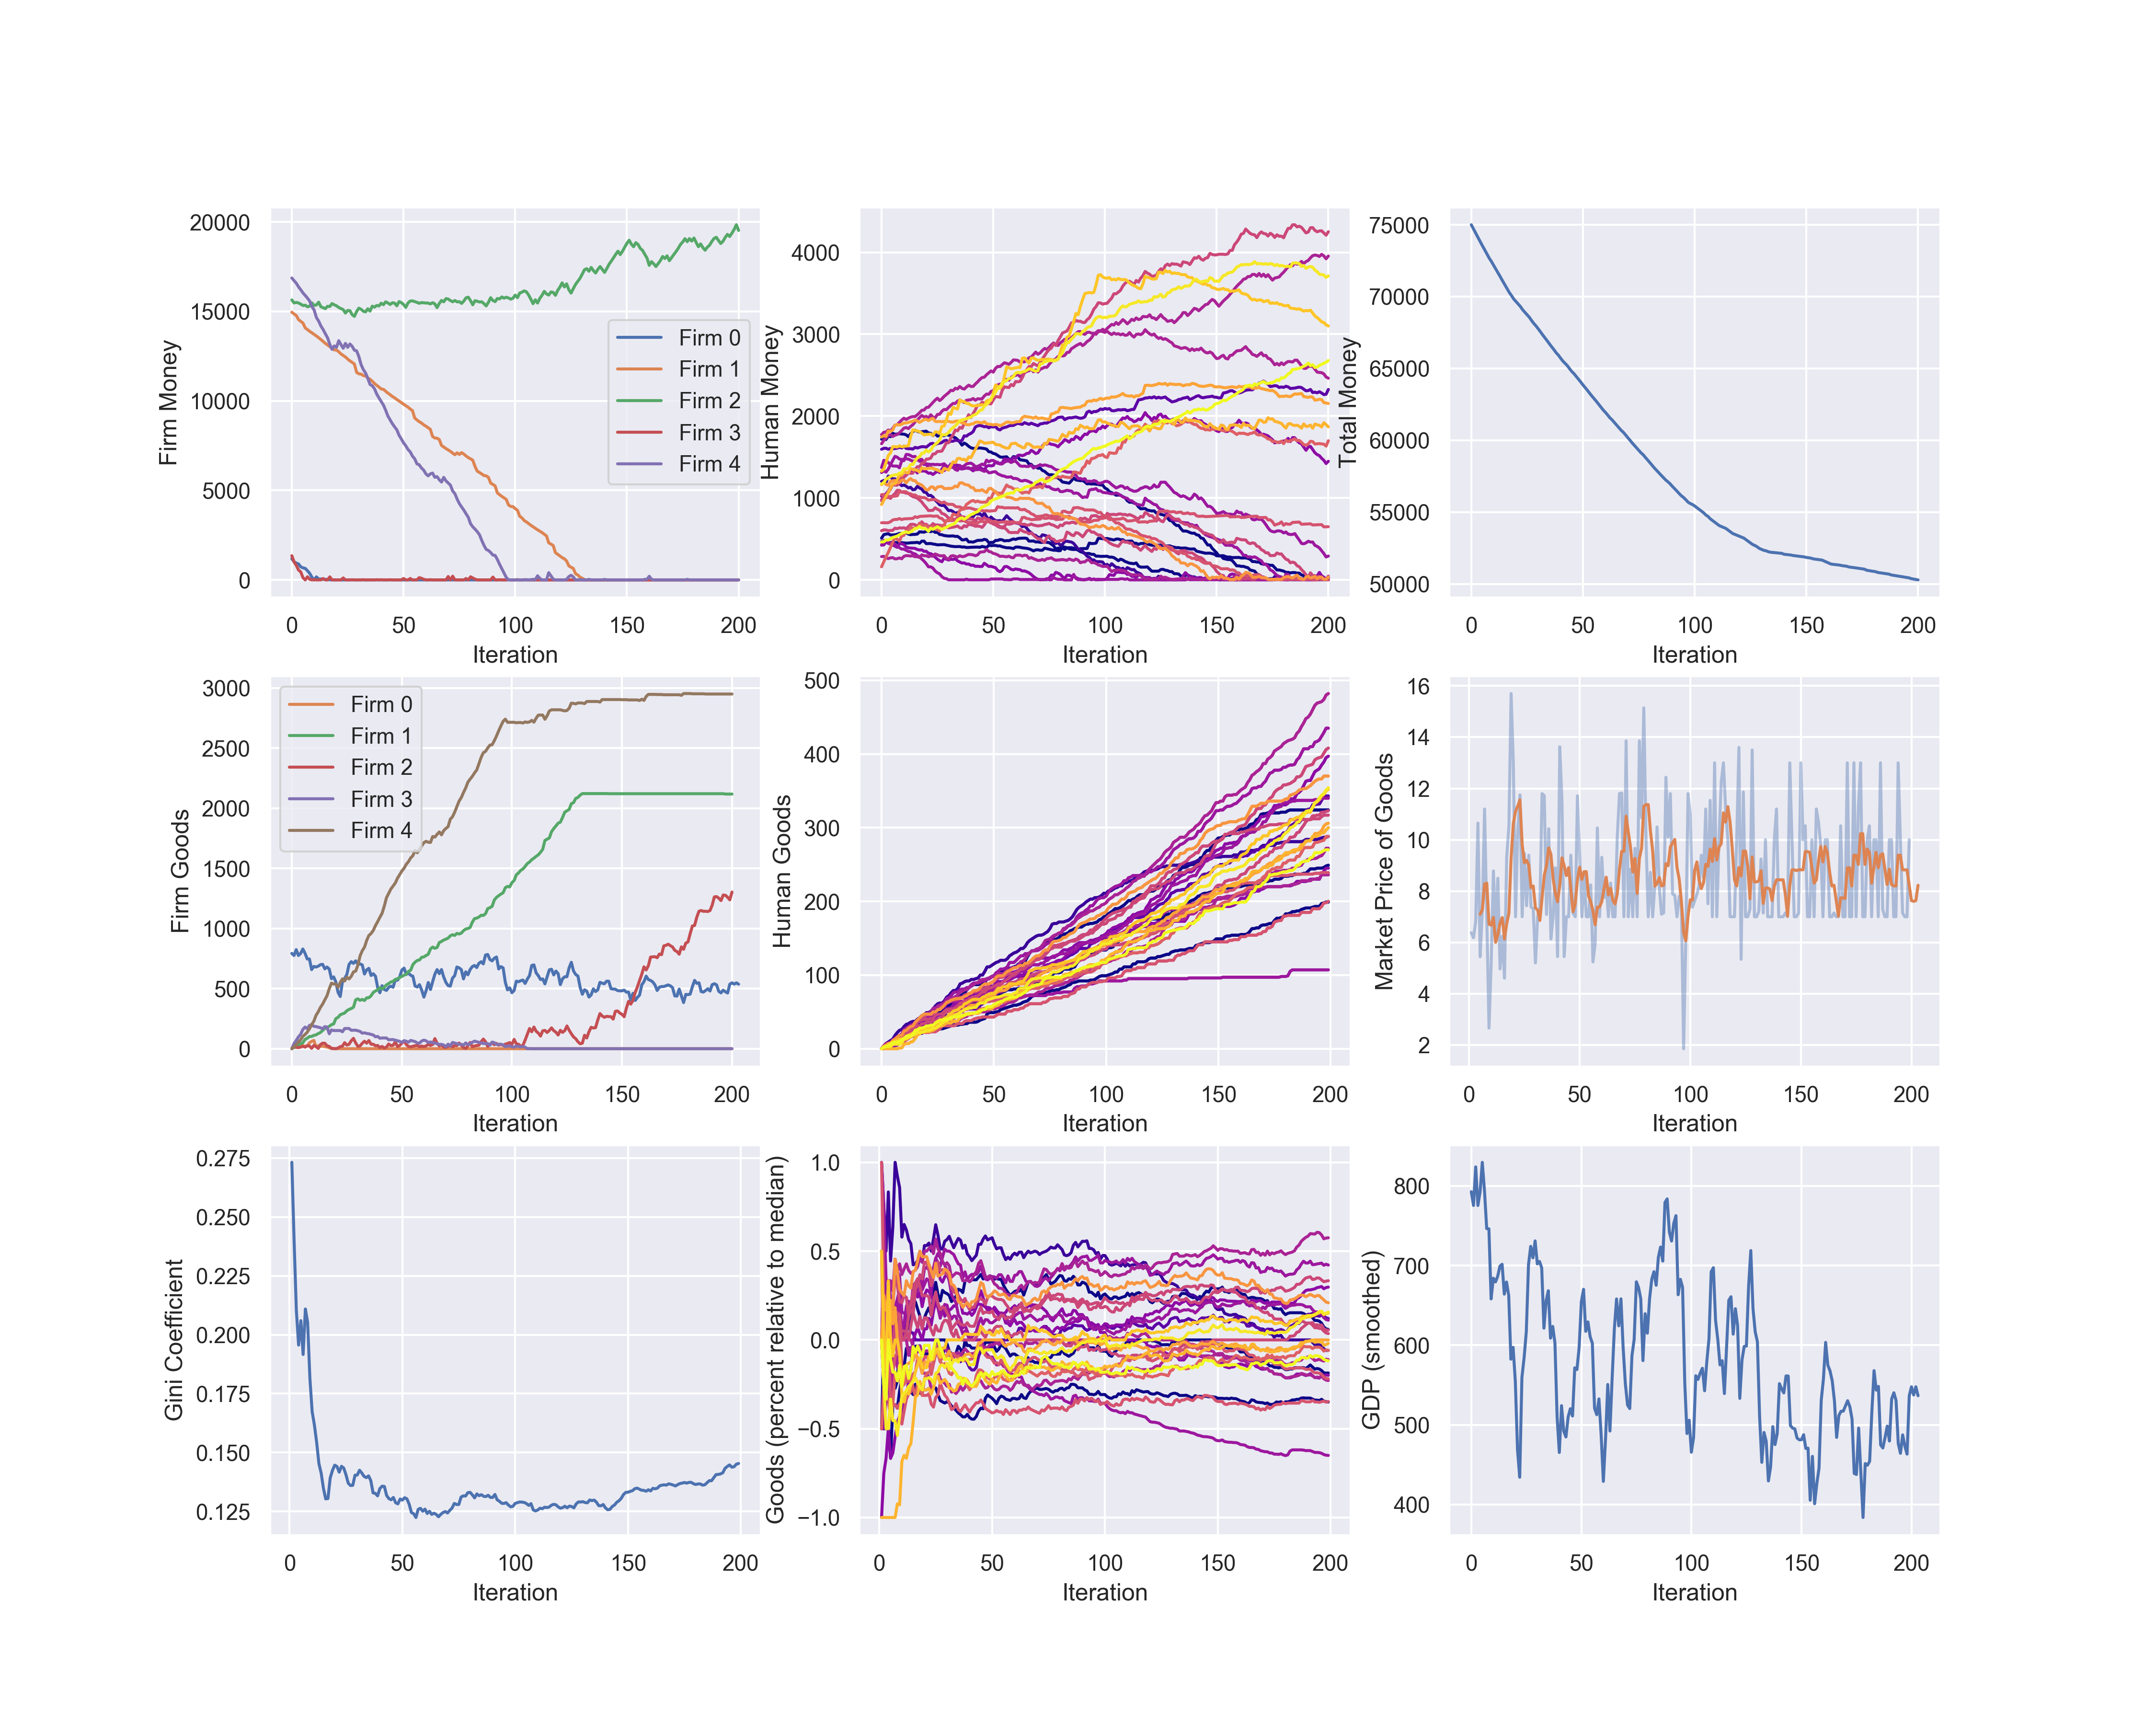 Firm Money
20000
15000
10000
5000
0
Firm 0
Firm 1
Firm 2
Firm 3
Firm 4
0 50 100 150 200
Iteration
Human Money
4000
3000
2000
1000
0
0 50 100 150 200
Iteration
Total Money
75000
70000
65000
60000
55000
50000
0 50 100 150 200
Iteration
Firm Goods
3000
2500
2000
1500
1000
500
0
Firm 0
Firm 1
Firm 2
Firm 3
Firm 4
0 50 100 150 200
Iteration
Human Goods
500
400
300
200
100
0
0 50 100 150 200
Iteration
Market Price of Goods
16
14
12
10
8
6
4
2
0 50 100 150 200
Iteration
Gini Coefficient
0.275
0.250
0.225
0.200
0.175
0.150
0.125
0 50 100 150 200
Iteration
Goods (percent relative to median)
1.0
0.5
0.0
−0.5
−1.0
0 50 100 150 200
Iteration
GDP (smoothed)
800
700
600
500
400
0 50 100 150 200
Iteration